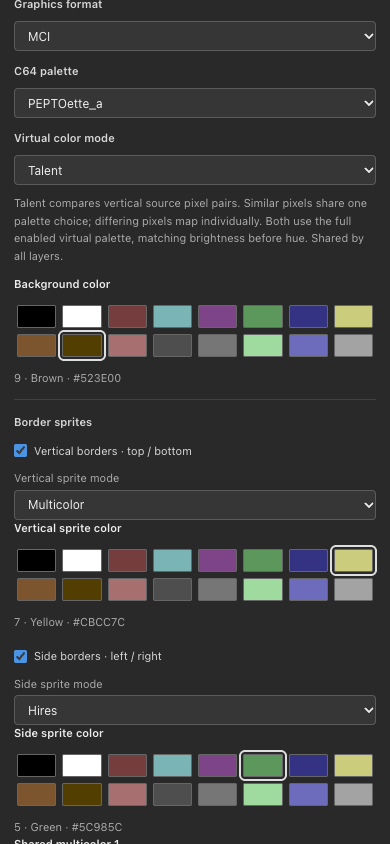 Graphics format
MCI
C64 palette
PEPTOette_a
Virtual color mode
Talent
Talent compares vertical source pixel pairs. Similar pixels share one
palette choice; differing pixels map individually. Both use the full
enabled virtual palette, matching brightness before hue. Shared by
all layers.
Background color
9 · Brown · #523E00
Border sprites
Vertical borders · top / bottom
Vertical sprite mode
Multicolor
Vertical sprite color
7 · Yellow · #CBCC7C
Side borders · left / right
Side sprite mode
Hires
Side sprite color
5 · Green · #5C985C
Shared multicolor 1